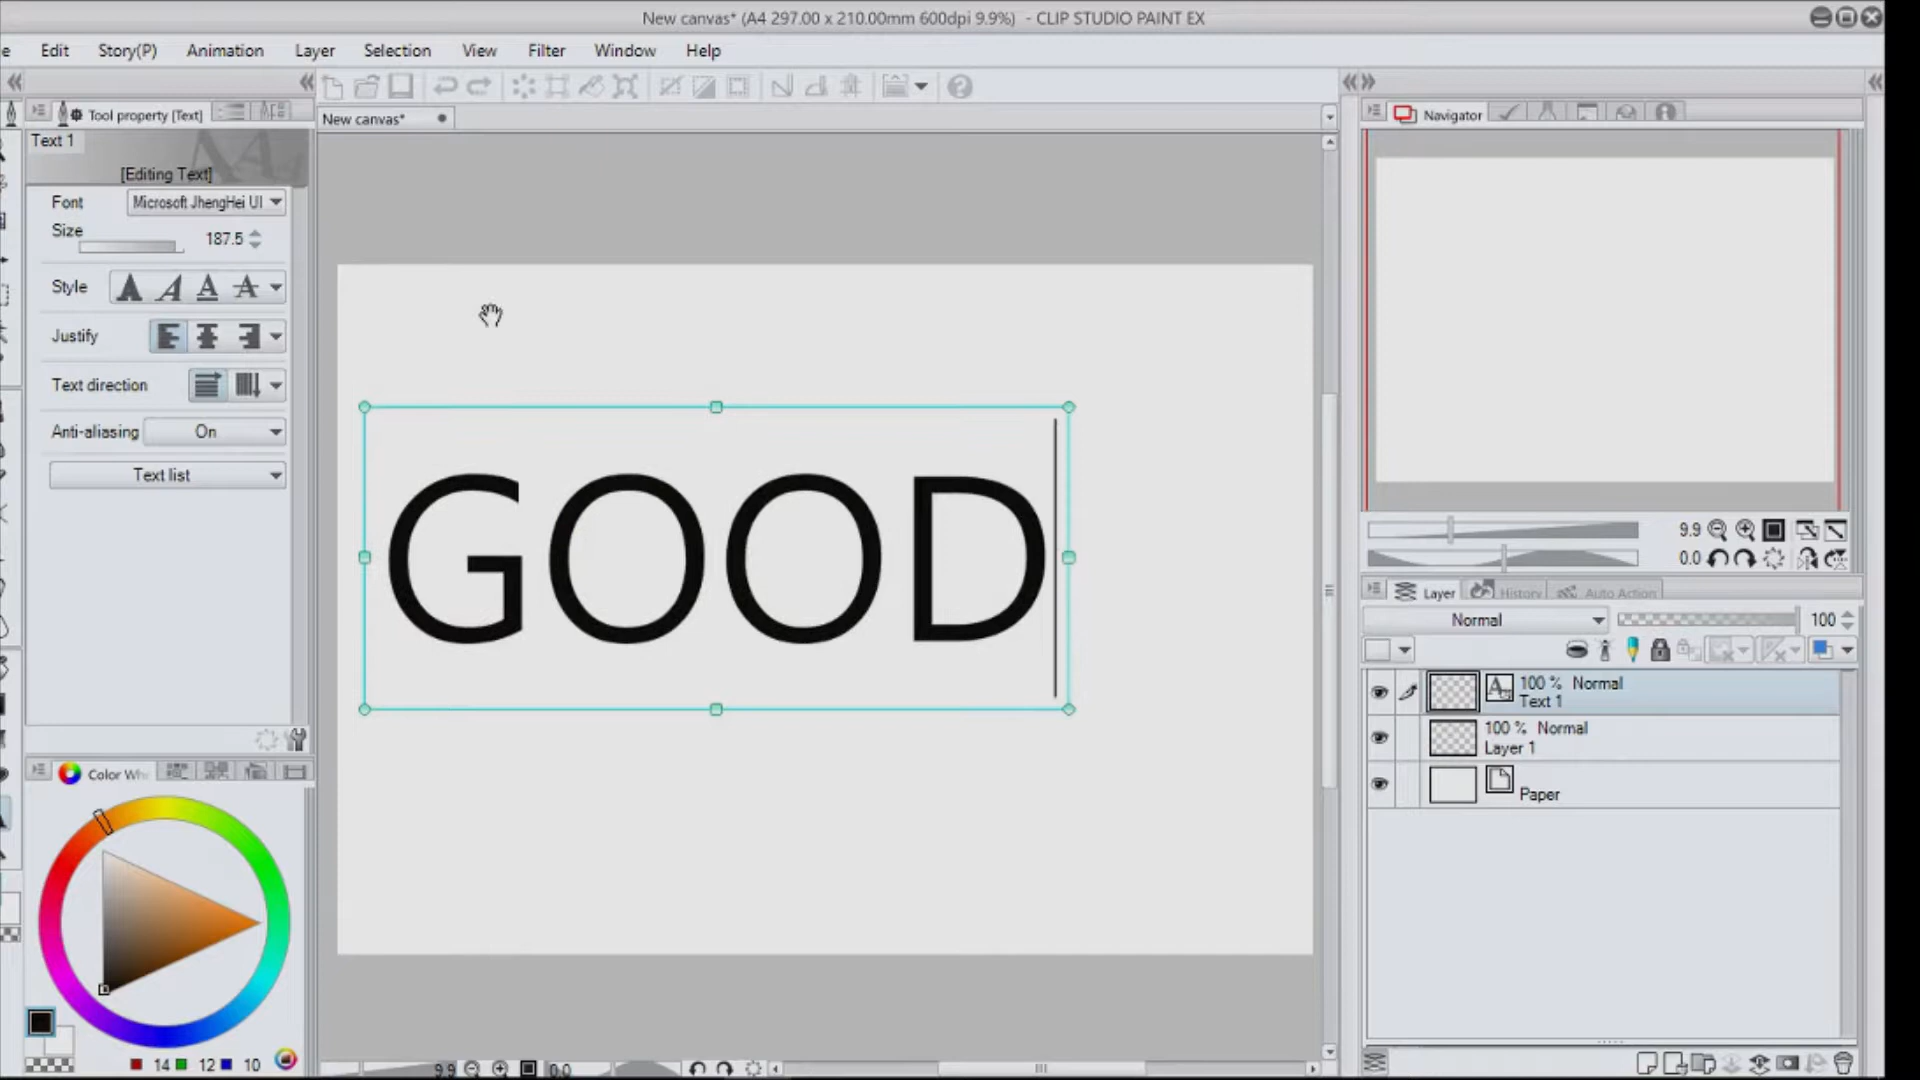 New canvas* (A4 297.00 x 210.00mm 600dpi 9.9%) - CLIP STUDIO PAINT EX
e Edit Story(P) Animation Layer Selection View Filter Window Help
Tool property [Text]
New canvas*
Navigator
Text 1
[Editing Text]
Font Microsoft JhengHei UI
Size 187.5
Style A A A A
Justify
Text direction
Anti-aliasing On
Text list
GOOD
9.9
0.0
Layer History Auto Action
Normal 100
100 % Normal
Text 1
100 % Normal
Layer 1
Paper
Color Wh
14 12 10
9.9 0.0